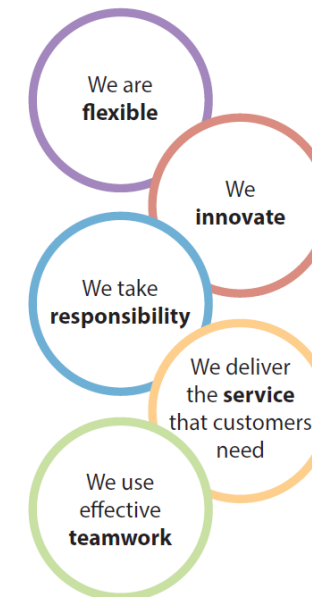 We are
flexible
We
innovate
We take
responsibility
We deliver
the service
that customers
need
We use
effective
teamwork